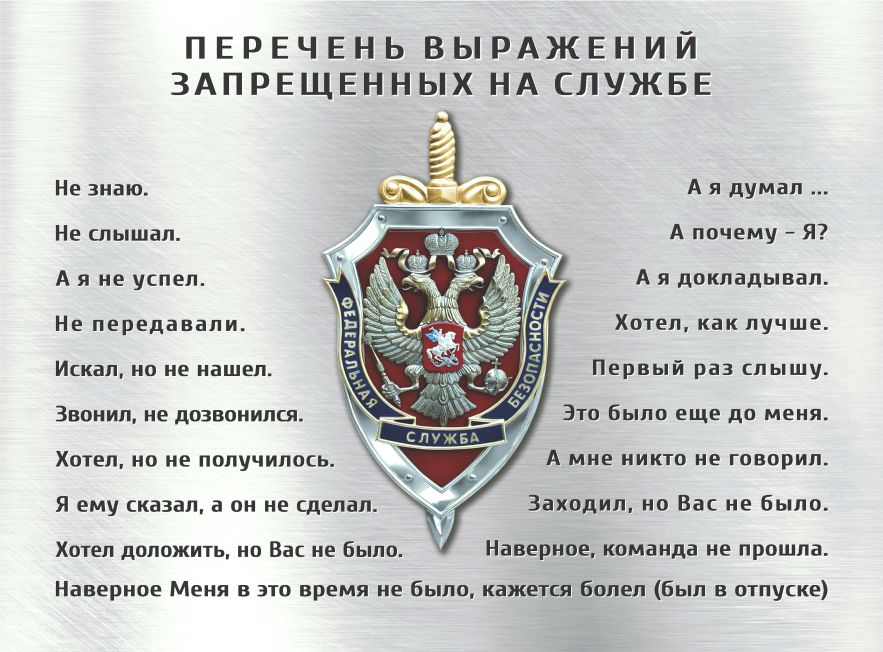 ПЕРЕЧЕНЬ ВЫРАЖЕНИЙ
ЗАПРЕЩЕННЫХ НА СЛУЖБЕ
Не знаю.
Не слышал.
А я не успел.
Не передавали.
Искал, но не нашел.
Звонил, не дозвонился.
Хотел, но не получилось.
Я ему сказал, а он не сделал.
Хотел доложить, но Вас не было.
ФЕДЕРАЛЬНАЯ
СЛУЖБА
БЕЗОПАСНОСТИ
А я думал ...
А почему - Я?
А я докладывал.
Хотел, как лучше.
Первый раз слышу.
Это было еще до меня.
А мне никто не говорил.
Заходил, но Вас не было.
Наверное, команда не прошла.
Наверное Меня в это время не было, кажется болел (был в отпуске)